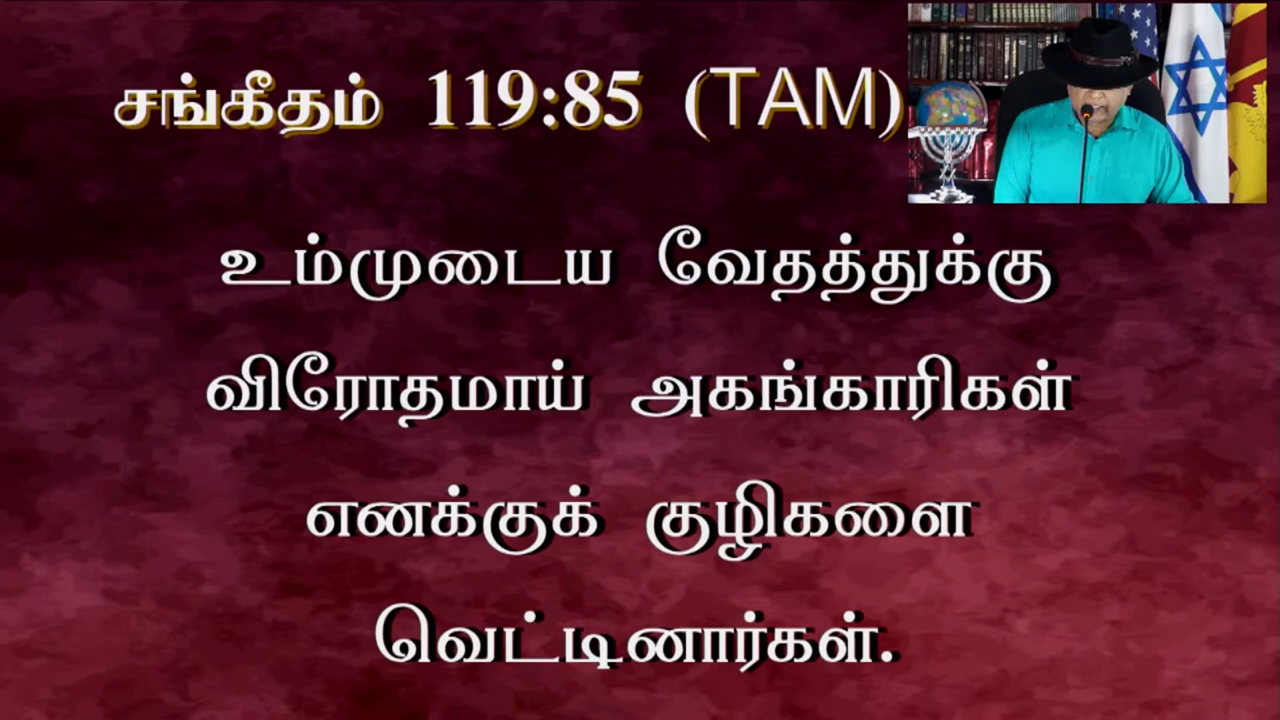 சங்கீதம் 119:85 (TAM)
உம்முடைய வேதத்துக்கு
விரோதமாய் அகங்காரிகள்
எனக்குக் குழிகளை
வெட்டினார்கள்.